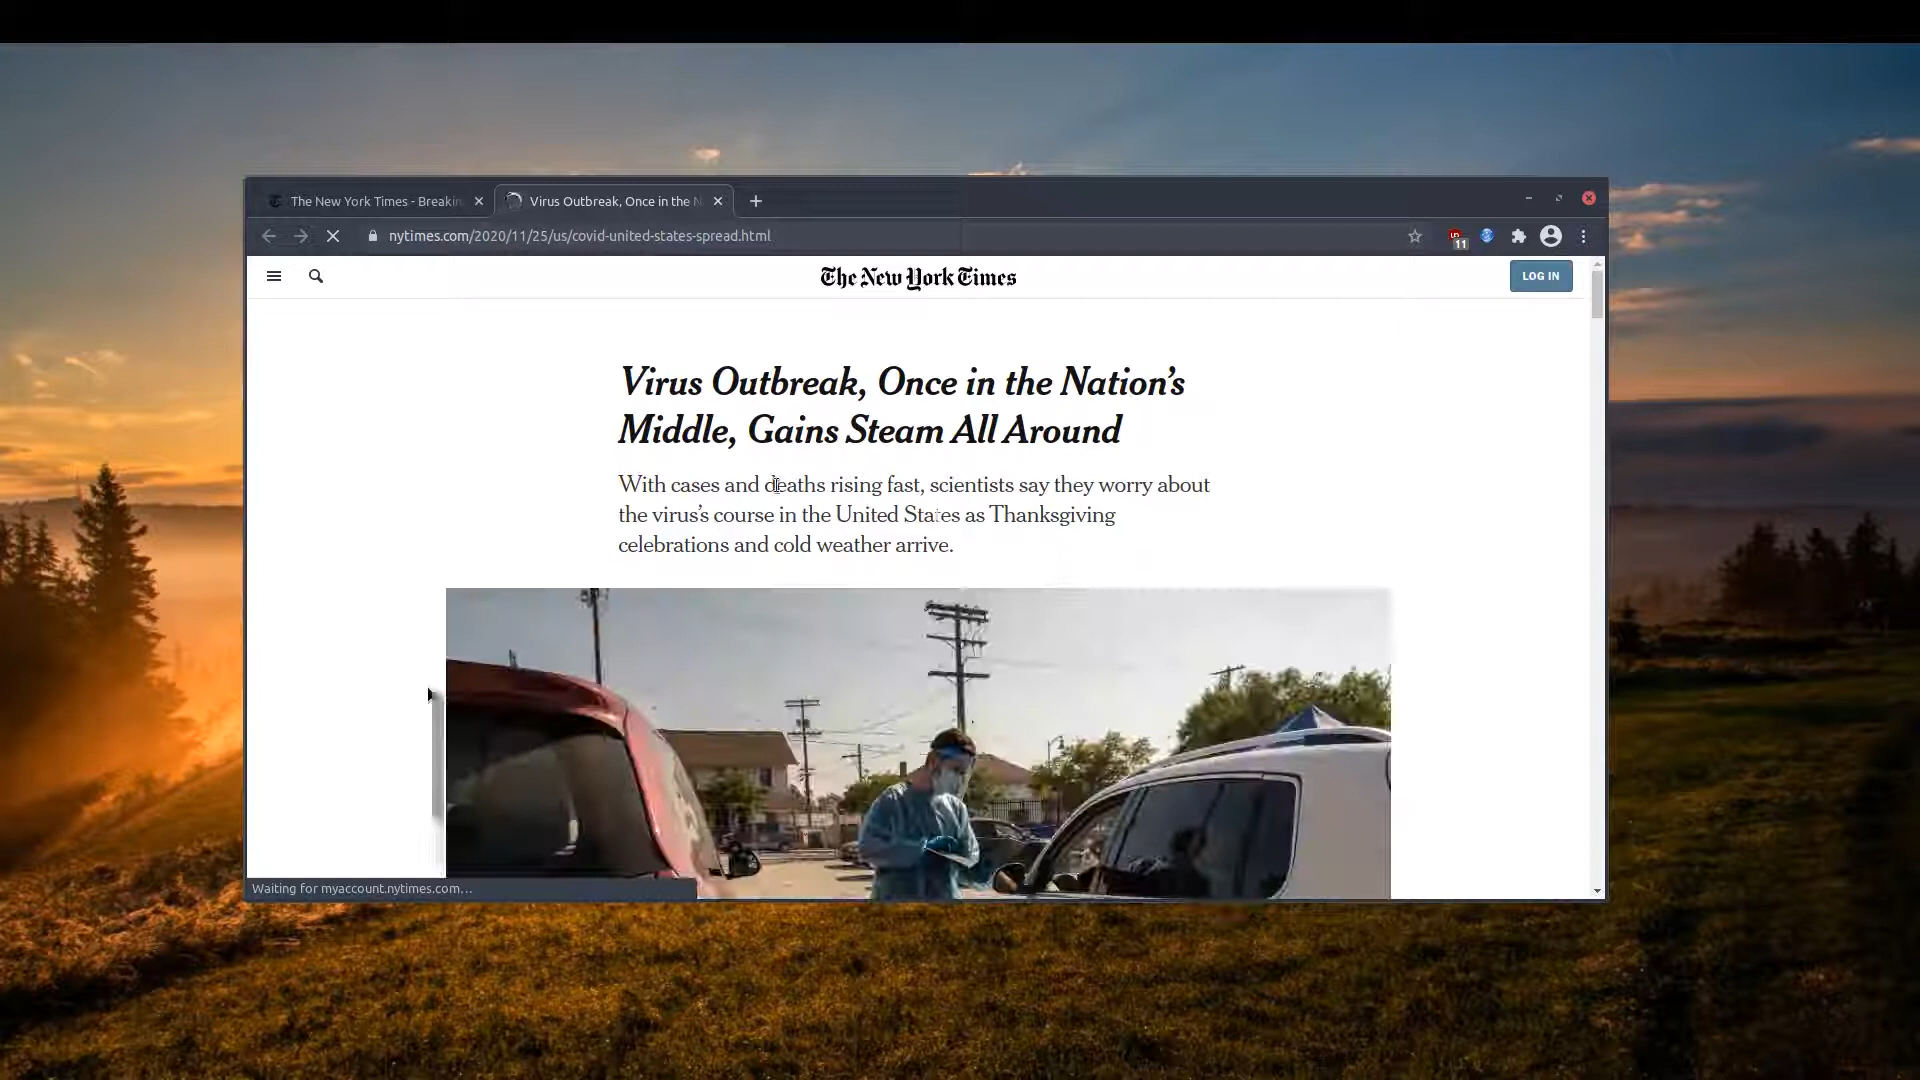 The New York Times - Breakin
Virus Outbreak, Once in the N
nytimes.com/2020/11/25/us/covid-united-states-spread.html
11
The New York Times
LOG IN
Virus Outbreak, Once in the Nation’s
Middle, Gains Steam All Around
With cases and deaths rising fast, scientists say they worry about
the virus’s course in the United States as Thanksgiving
celebrations and cold weather arrive.
Waiting for myaccount.nytimes.com...